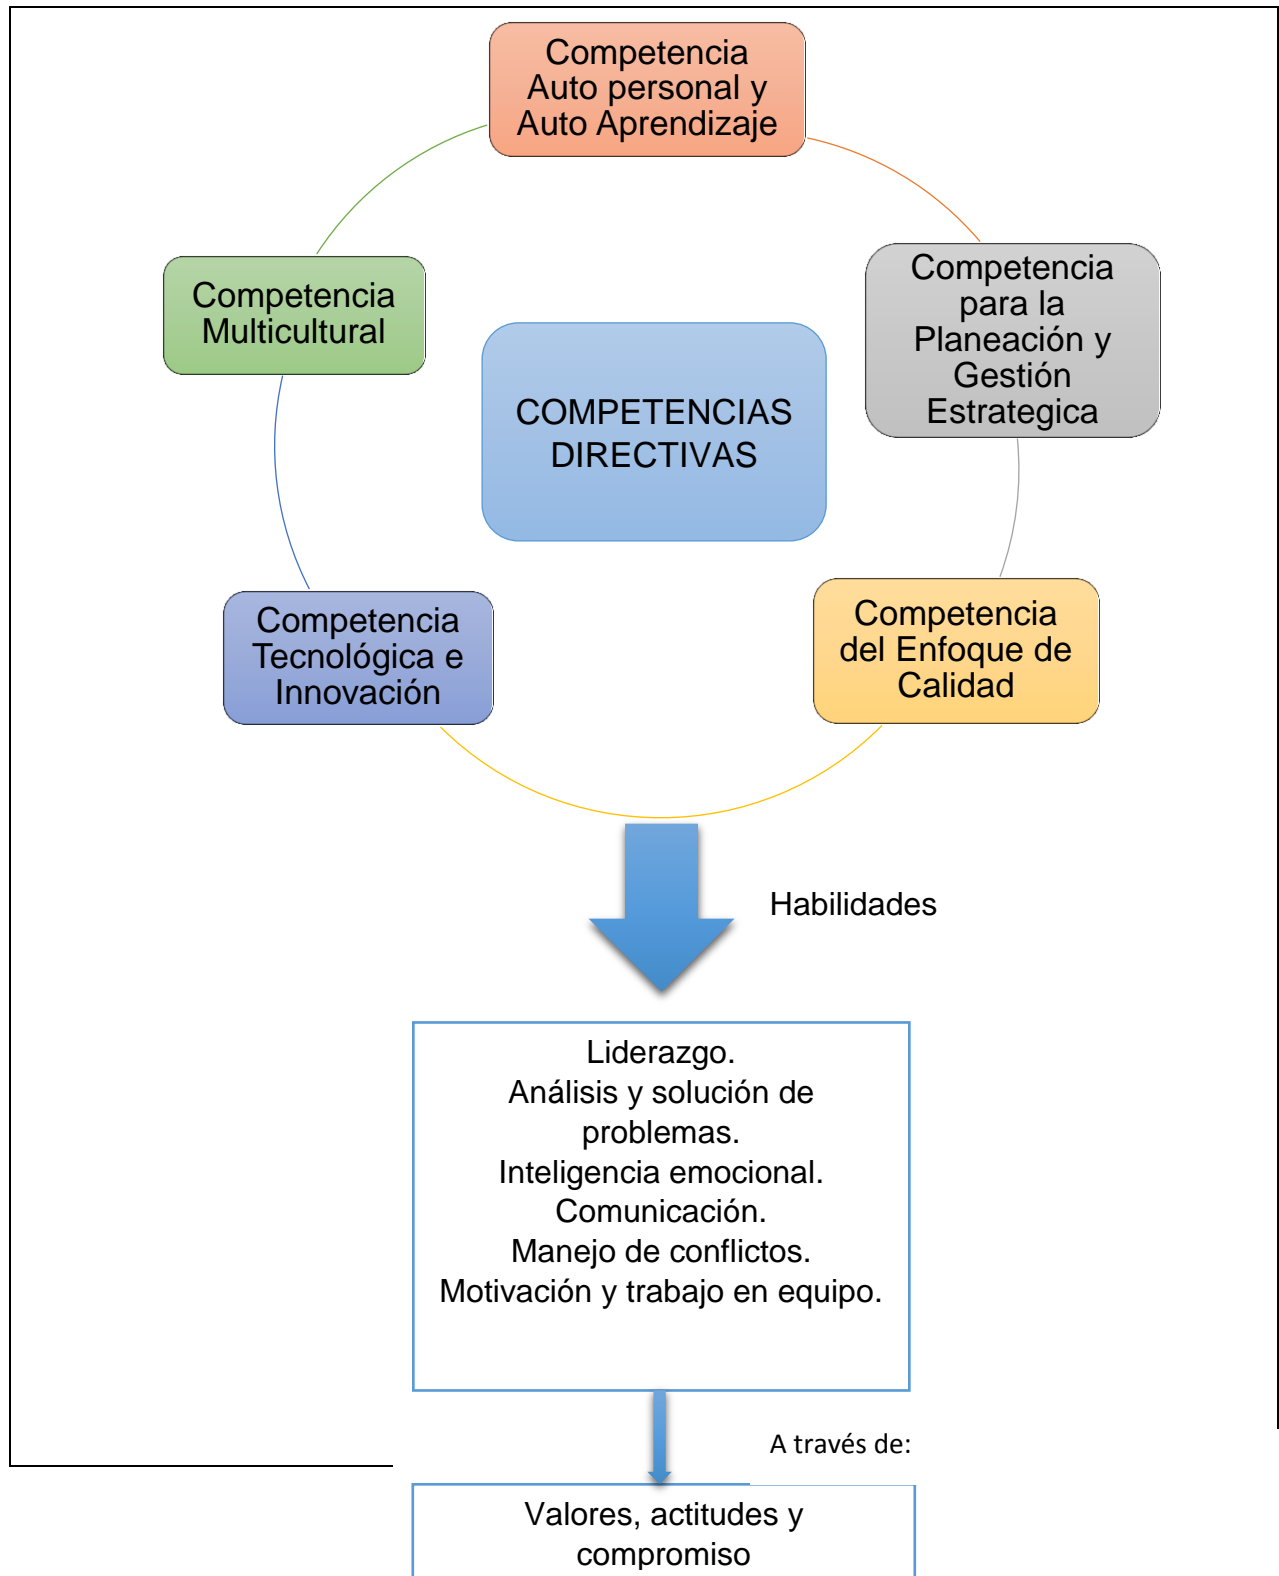 Competencia
Auto personal y
Auto Aprendizaje
Competencia
Multicultural
Competencia
para la
Planeación y
Gestión
Estrategica
COMPETENCIAS
DIRECTIVAS
Competencia
Tecnológica e
Innovación
Competencia
del Enfoque de
Calidad
Habilidades
Liderazgo.
Análisis y solución de
problemas.
Inteligencia emocional.
Comunicación.
Manejo de conflictos.
Motivación y trabajo en equipo.
A través de:
Valores, actitudes y
compromiso